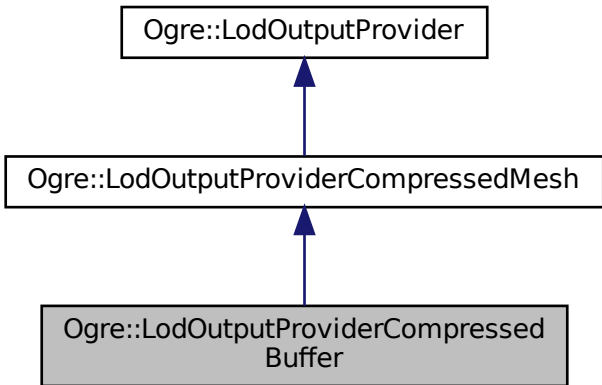 Ogre::LodOutputProvider
Ogre::LodOutputProviderCompressedMesh
Ogre::LodOutputProviderCompressed
Buffer